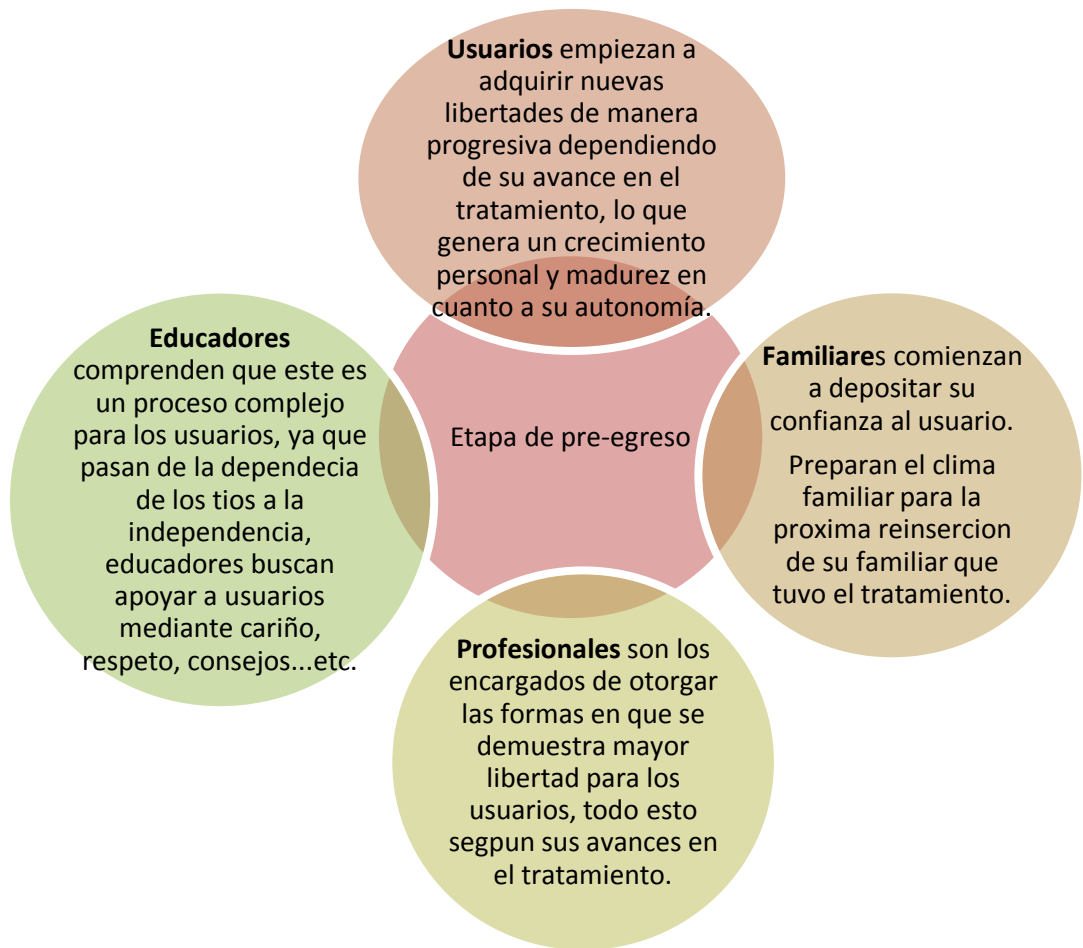 Usuarios empiezan a
adquirir nuevas
libertades de manera
progresiva dependiendo
de su avance en el
tratamiento, lo que
genera un crecimiento
personal y madurez en
cuanto a su autonomía.
Educadores
comprenden que este es
un proceso complejo
para los usuarios, ya que
pasan de la dependecia
de los tios a la
independencia,
educadores buscan
apoyar a usuarios
mediante cariño,
respeto, consejos...etc.
Etapa de pre-egreso
Familiares comienzan
a depositar su
confianza al usuario.
Preparan el clima
familiar para la
proxima reinsercion
de su familiar que
tuvo el tratamiento.
Profesionales son los
encargados de otorgar
las formas en que se
demuestra mayor
libertad para los
usuarios, todo esto
segpun sus avances en
el tratamiento.